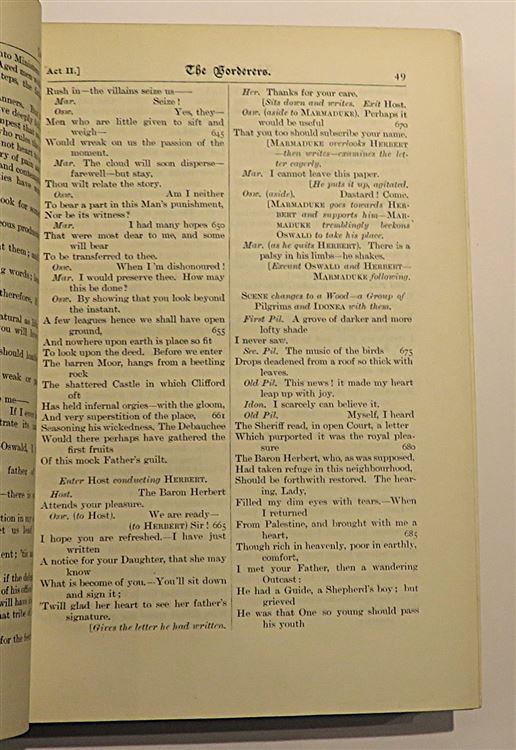 Act II.]
The Borderers.
49
Rush in—the villains seize us——
Mar. Seize!
Osw. Yes, they—
Men who are little given to sift and
weigh— 645
Would wreak on us the passion of the
moment.
Mar. The cloud will soon disperse—
farewell—but stay,
Thou wilt relate the story.
Osw. Am I neither
To bear a part in this Man's punishment,
Nor be its witness?
Mar. I had many hopes 650
That were most dear to me, and some
will bear
To be transferred to thee.
Osw. When I'm dishonoured!
Mar. I would preserve thee. How may
this be done?
Osw. By showing that you look beyond
the instant.
A few leagues hence we shall have open
ground, 655
And nowhere upon earth is place so fit
To look upon the deed. Before we enter
The barren Moor, hangs from a beetling
rock
The shattered Castle in which Clifford
oft
Has held infernal orgies—with the gloom,
And very superstition of the place, 661
Seasoning his wickedness. The Debauchee
Would there perhaps have gathered the
first fruits
Of this mock Father's guilt.
Enter Host conducting HERBERT.
Host. The Baron Herbert
Attends your pleasure.
Osw. (to Host). We are ready—
(to HERBERT) Sir! 665
I hope you are refreshed.—I have just
written
A notice for your Daughter, that she may
know
What is become of you.—You'll sit down
and sign it;
'Twill glad her heart to see her father's
signature.
[Gives the letter he had written.
Her. Thanks for your care.
[Sits down and writes. Exit Host.
Osw. (aside to MARMADUKE). Perhaps it
would be useful 670
That you too should subscribe your name.
[MARMADUKE overlooks HERBERT
—then writes—examines the let-
ter eagerly.
Mar. I cannot leave this paper.
[He puts it up, agitated.
Osw. (aside). Dastard! Come.
[MARMADUKE goes towards HER-
BERT and supports him—MAR-
MADUKE tremblingly beckons
OSWALD to take his place.
Mar. (as he quits HERBERT). There is a
palsy in his limbs—he shakes.
[Exeunt OSWALD and HERBERT—
MARMADUKE following.
SCENE changes to a Wood—a Group of
Pilgrims and IDONEA with them.
First Pil. A grove of darker and more
lofty shade
I never saw.
Sec. Pil. The music of the birds 675
Drops deadened from a roof so thick with
leaves.
Old Pil. This news! it made my heart
leap up with joy.
Idon. I scarcely can believe it.
Old Pil. Myself, I heard
The Sheriff read, in open Court, a letter
Which purported it was the royal plea-
sure 680
The Baron Herbert, who, as was supposed,
Had taken refuge in this neighbourhood,
Should be forthwith restored. The hear-
ing, Lady,
Filled my dim eyes with tears.—When
I returned
From Palestine, and brought with me a
heart, 685
Though rich in heavenly, poor in earthly,
comfort,
I met your Father, then a wandering
Outcast:
He had a Guide, a Shepherd's boy; but
grieved
He was that One so young should pass
his youth